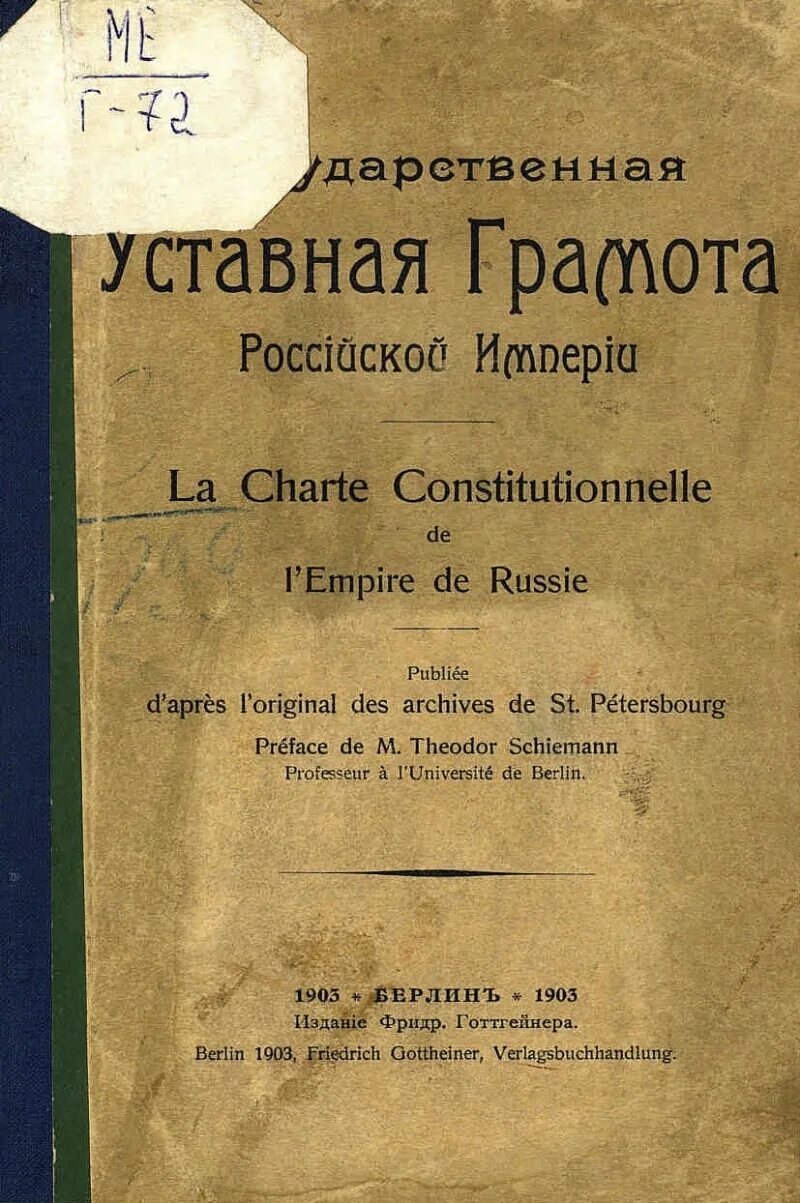 МЕ
Г-72
ударственная
Уставная Грамота
Россійской Имперіи
La Charte Constitutionnelle
de
l'Empire de Russie
Publiée
d'après l'original des archives de St. Pétersbourg
Préface de M. Theodor Schiemann
Professeur à l'Université de Berlin.
1903 * БЕРЛИНЪ * 1903
Изданіе Фридр. Готтгейнера.
Berlin 1903, Friedrich Gottheiner, Verlagsbuchhandlung.